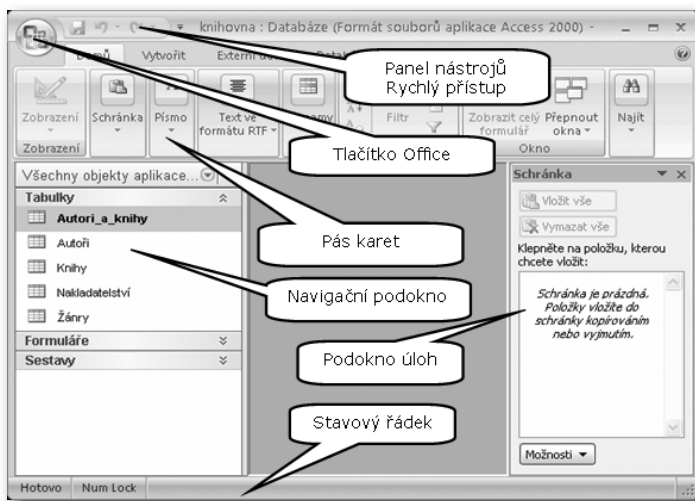 knihovna : Databáze (Formát souborů aplikace Access 2000) -
Vytvořit
Panel nástrojů
Rychlý přístup
Zobrazení
Schránka
Písmo
Text ve
formátu RTF
Filtr
Zobrazit celý
formulář
Přepnout
okna
Najít
Zobrazení
Okno
Tlačítko Office
Všechny objekty aplikace...
Tabulky
Autori_a_knihy
Autoři
Knihy
Nakladatelství
Žánry
Formuláře
Sestavy
Pás karet
Navigační podokno
Podokno úloh
Stavový řádek
Schránka
Vložit vše
Vymazat vše
Klepněte na položku, kterou
chcete vložit:
Schránka je prázdná.
Položky vložíte do
schránky kopírováním
nebo vyjmutím.
Možnosti
Hotovo
Num Lock